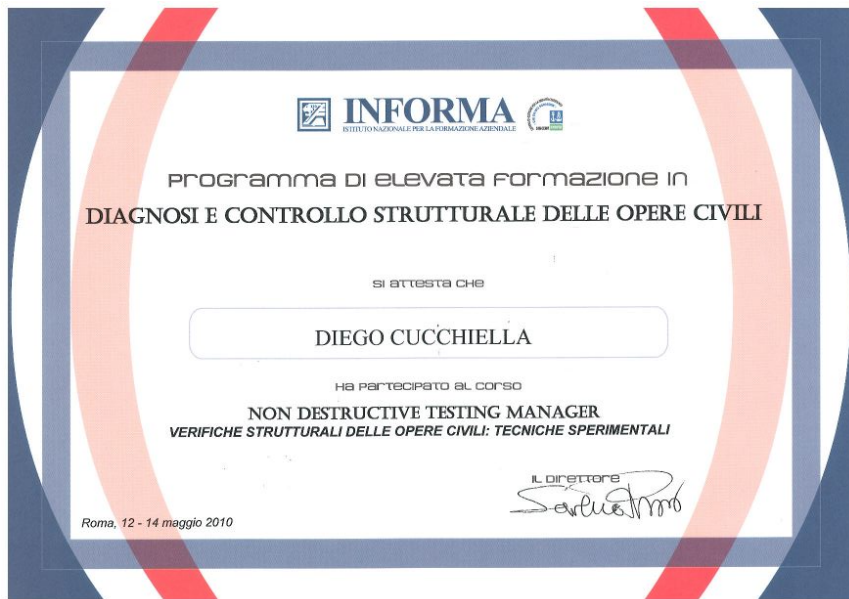 INFORMA
ISTITUTO NAZIONALE PER LA FORMAZIONE AZIENDALE
Programma di elevata formazione in
DIAGNOSI E CONTROLLO STRUTTURALE DELLE OPERE CIVILI
si attesta che
DIEGO CUCCHIELLA
ha partecipato al corso
NON DESTRUCTIVE TESTING MANAGER
VERIFICHE STRUTTURALI DELLE OPERE CIVILI: TECNICHE SPERIMENTALI
il direttore
Roma, 12 - 14 maggio 2010